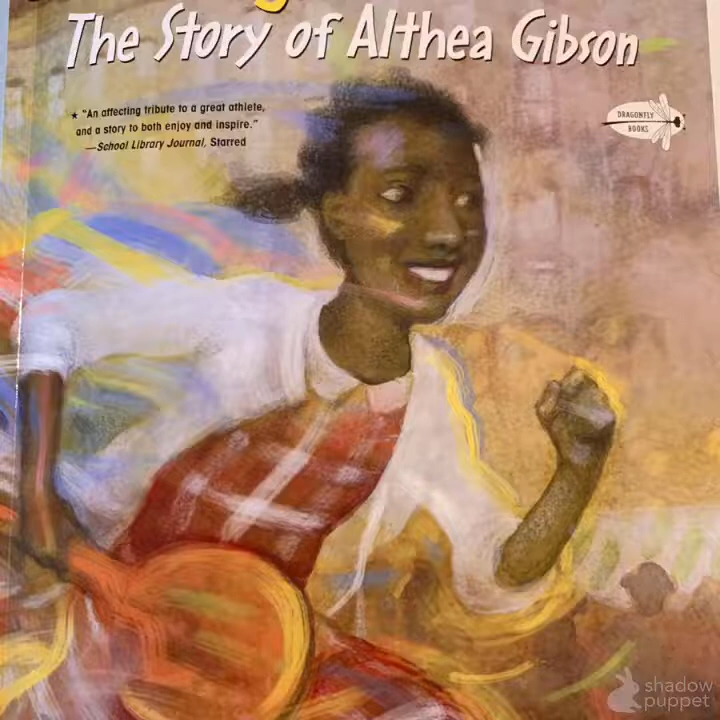 The Story of Althea Gibson
★ "An affecting tribute to a great athlete,
and a story to both enjoy and inspire."
—School Library Journal, Starred
DRAGONFLY
BOOKS
shadow
puppet